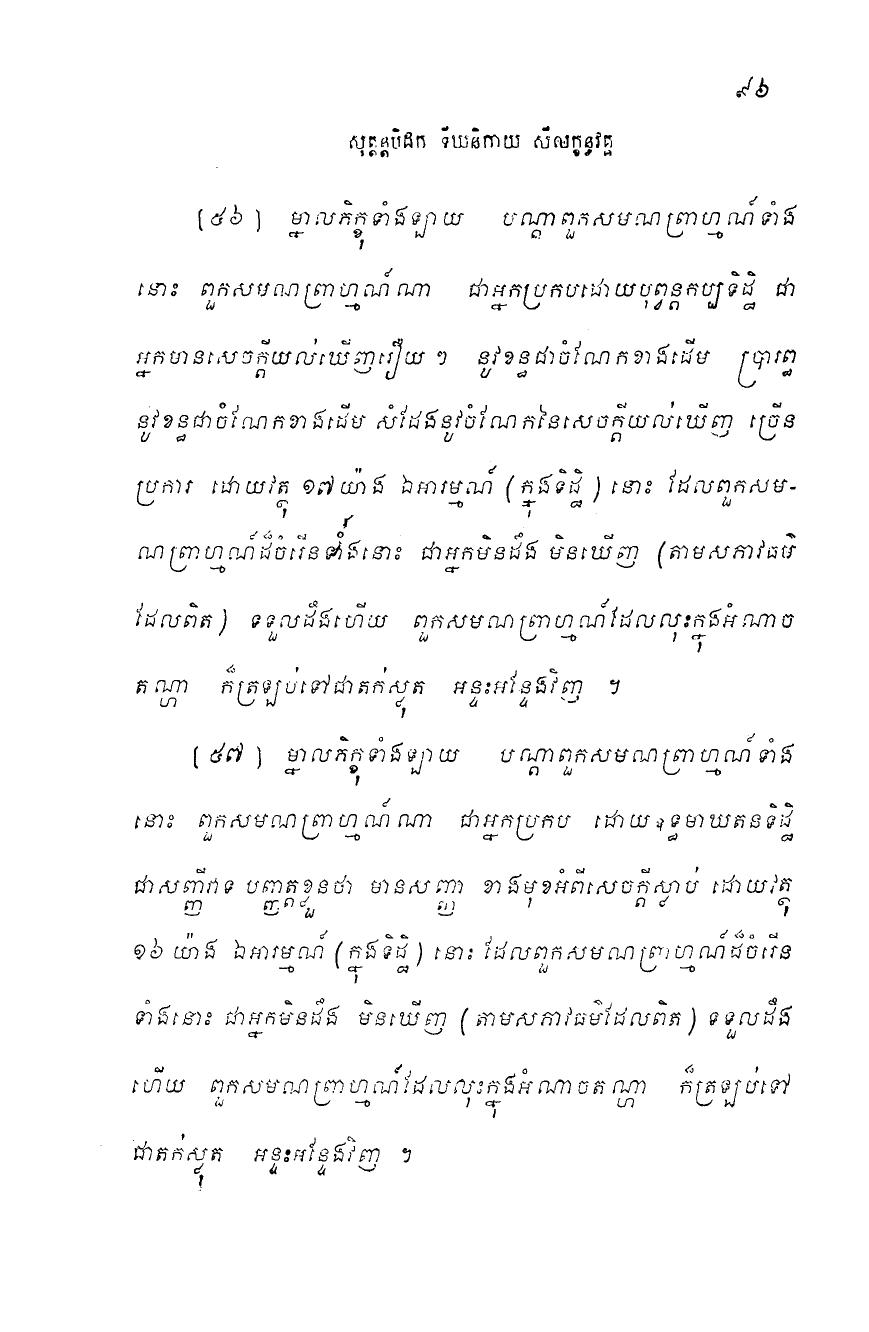 ៩៦
សុត្តន្តបិដក ទីឃនិកាយ សីលក្ខន្ធវគ្គ
(៥៦) ម្នាលភិក្ខុទាំងឡាយ បណ្តាពួកសមណព្រាហ្មណ៍ទាំង
នោះ ពួកសមណព្រាហ្មណ៍ណា ជាអ្នកប្រកបដោយបុព្វន្តកប្បទិដ្ឋិ ជា
អ្នកមានសេចក្តីយល់ឃើញរឿយ ៗ នូវខន្ធជាចំណែកខាងដើម ប្រារព្ធ
នូវខន្ធជាចំណែកខាងដើម សំដែងនូវចំណែកនៃសេចក្តីយល់ឃើញ ច្រើន
ប្រការ ដោយវត្ថុ ១៧ យ៉ាង ឯអារម្មណ៍ (ក្នុងទិដ្ឋិ) នោះ ដែលពួកសម-
ណព្រាហ្មណ៍ដ៏ចំរើនទាំងនោះ ជាអ្នកមិនដឹង មិនឃើញ (តាមសភាវធម៌
ដែលពិត) ទទួលដឹងហើយ ពួកសមណព្រាហ្មណ៍ដែលលុះក្នុងអំណាច
តណ្ហា ក៏ត្រឡប់ទៅជាតក់ស្លុត អន្ទះអន្ទែងវិញ ។
(៥៧) ម្នាលភិក្ខុទាំងឡាយ បណ្តាពួកសមណព្រាហ្មណ៍ទាំង
នោះ ពួកសមណព្រាហ្មណ៍ណា ជាអ្នកប្រកប ដោយឧទ្ធមាឃតនទិដ្ឋិ
ជាសញ្ញីវាទ បញ្ញត្តខ្លួនថា មានសញ្ញា ខាងមុខអំពីសេចក្តីស្លាប់ ដោយវត្ថុ
១៦ យ៉ាង ឯអារម្មណ៍ (ក្នុងទិដ្ឋិ) នោះ ដែលពួកសមណព្រាហ្មណ៍ដ៏ចំរើន
ទាំងនោះ ជាអ្នកមិនដឹង មិនឃើញ (តាមសភាវធម៌ដែលពិត) ទទួលដឹង
ហើយ ពួកសមណព្រាហ្មណ៍ដែលលុះក្នុងអំណាចតណ្ហា ក៏ត្រឡប់ទៅ
ជាតក់ស្លុត អន្ទះអន្ទែងវិញ ។